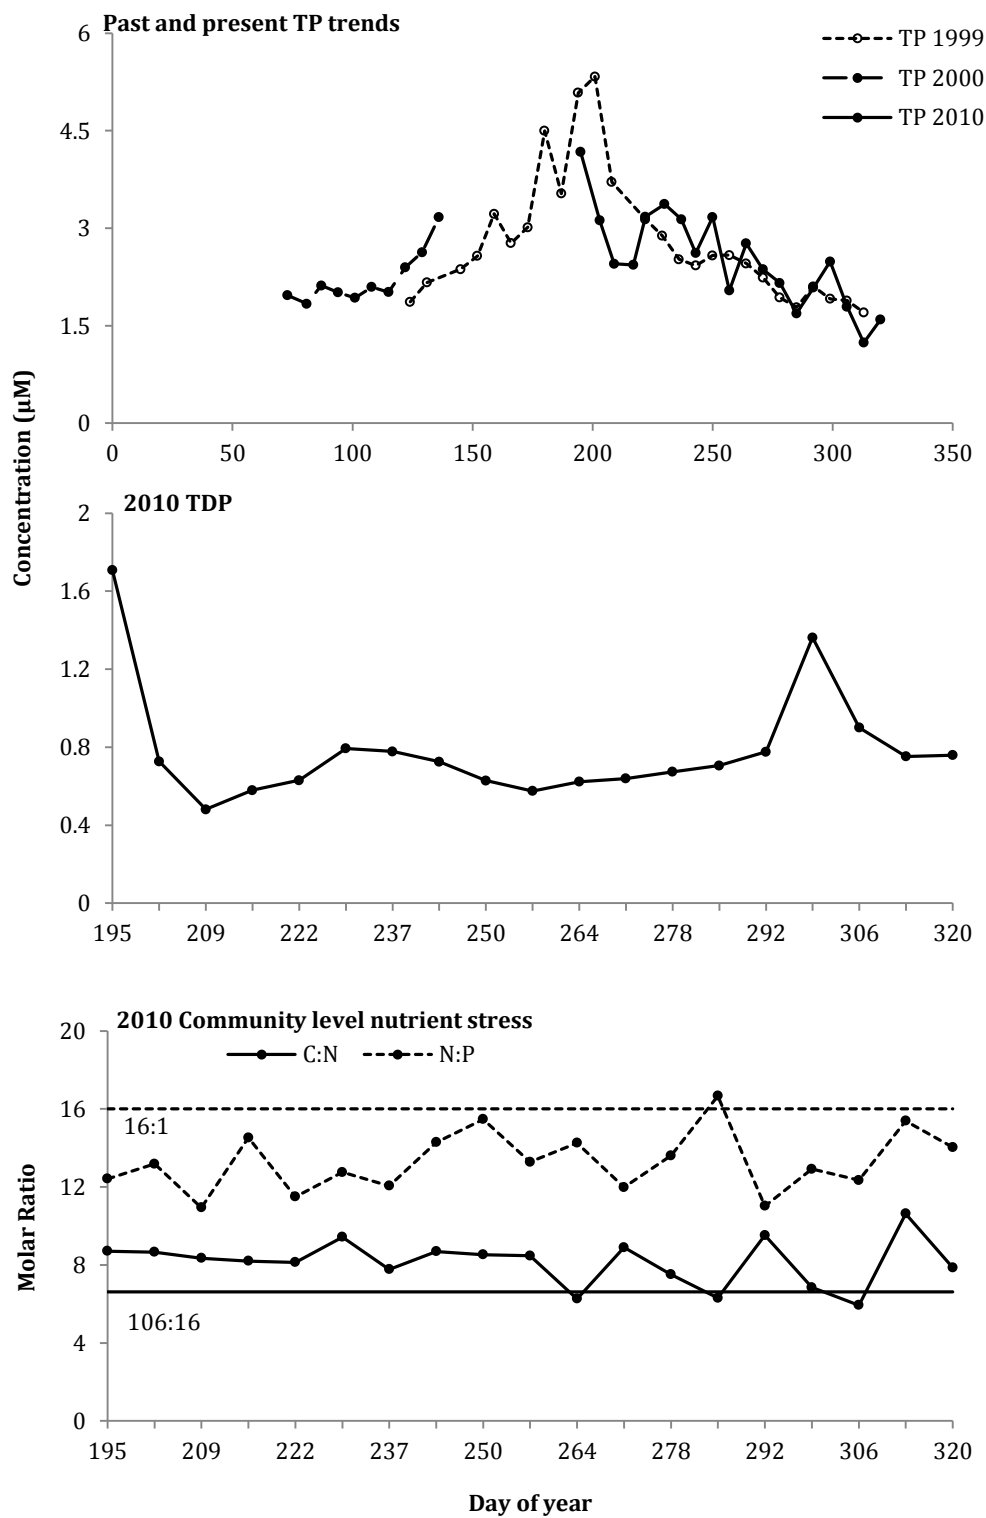 Past and present TP trends
TP 1999
TP 2000
TP 2010
6
4.5
3
1.5
0
0 50 100 150 200 250 300 350
Concentration (µM)
2010 TDP
2
1.6
1.2
0.8
0.4
0
195 209 222 237 250 264 278 292 306 320
2010 Community level nutrient stress
C:N N:P
20
16
12
8
4
0
16:1
106:16
Molar Ratio
195 209 222 237 250 264 278 292 306 320
Day of year